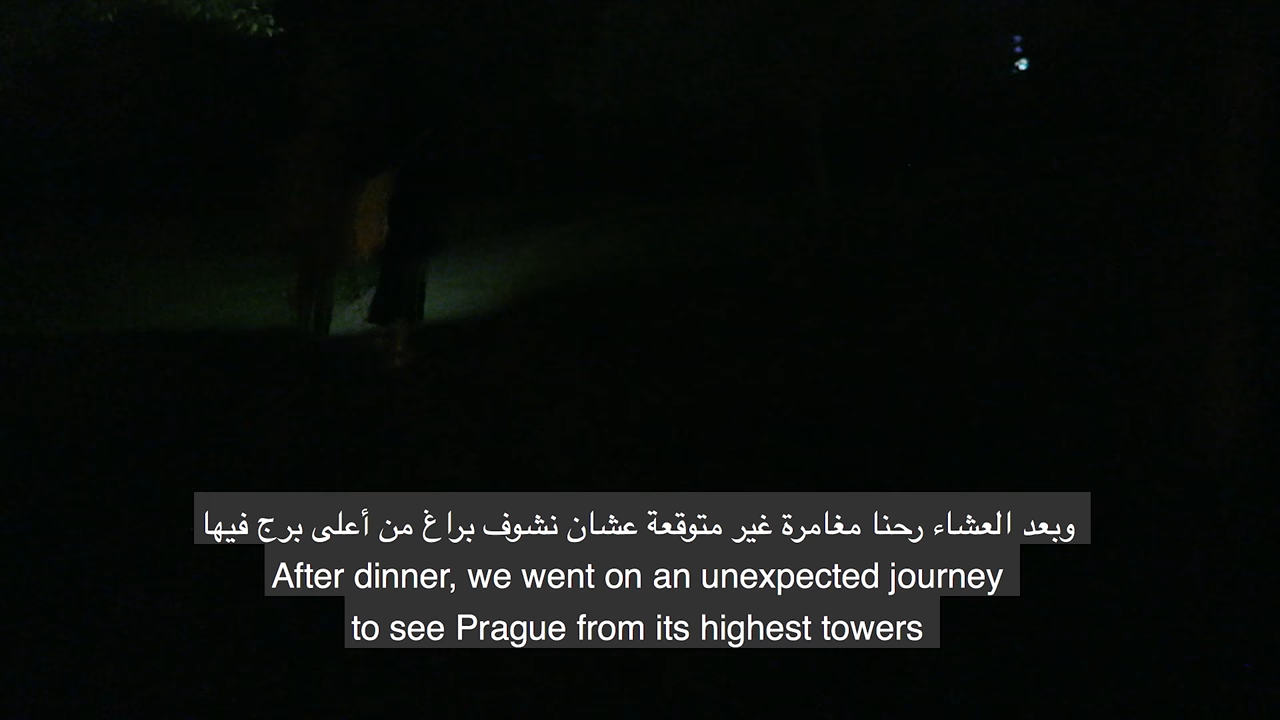 وبعد العشاء رحنا مغامرة غير متوقعة عشان نشوف براغ من أعلى برج فيها
After dinner, we went on an unexpected journey
to see Prague from its highest towers